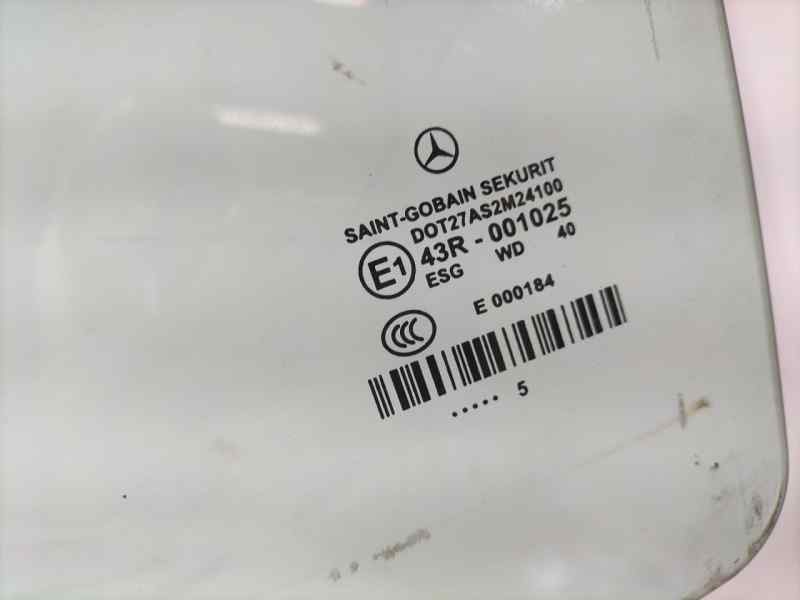 SAINT-GOBAIN SEKURIT
DOT27AS2M24100
E1 43R - 001025
ESG WD 40
E 000184
CCC
..... 5